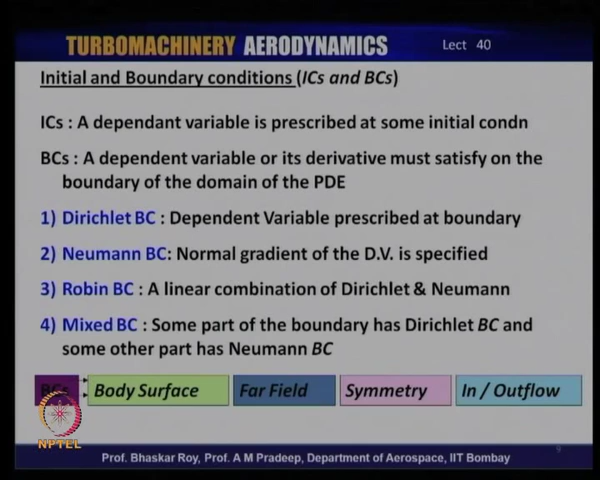 TURBOMACHINERY AERODYNAMICS Lect 40
Initial and Boundary conditions (ICs and BCs)
ICs : A dependant variable is prescribed at some initial condn
BCs : A dependent variable or its derivative must satisfy on the
boundary of the domain of the PDE
1) Dirichlet BC : Dependent Variable prescribed at boundary
2) Neumann BC: Normal gradient of the D.V. is specified
3) Robin BC : A linear combination of Dirichlet & Neumann
4) Mixed BC : Some part of the boundary has Dirichlet BC and
some other part has Neumann BC
BCs Body Surface Far Field Symmetry In / Outflow
NPTEL
Prof. Bhaskar Roy, Prof. A M Pradeep, Department of Aerospace, IIT Bombay 9